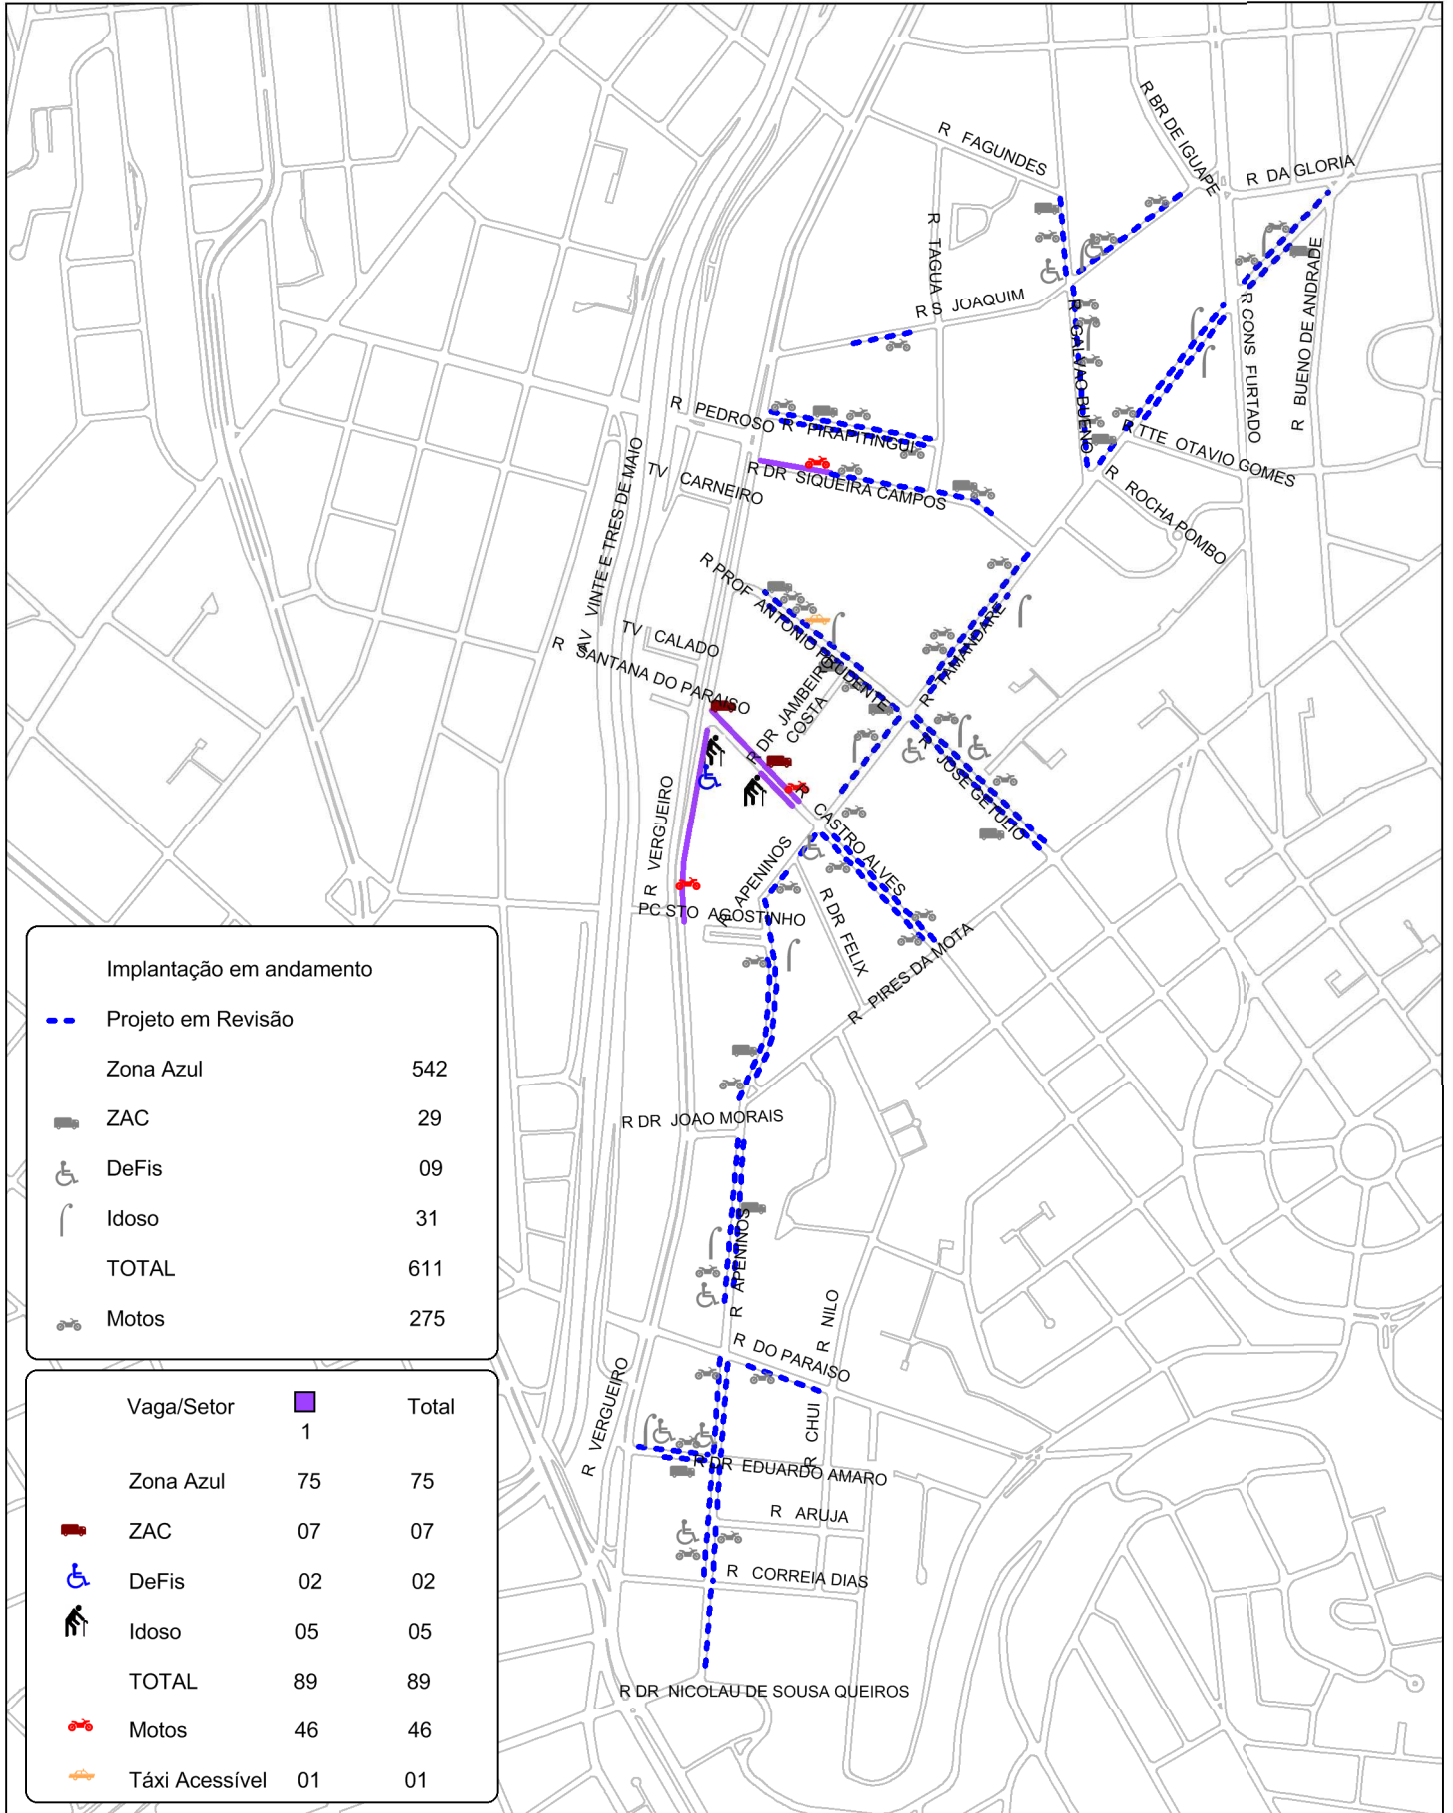 R BR DE IGUAPE
R FAGUNDES
R DA GLORIA
R TAGUA
R S JOAQUIM
R GALVAO BUENO
R CONS FURTADO
R BUENO DE ANDRADE
R PEDROSO
R PIRAPITINGUI
R TTE OTAVIO GOMES
R DR SIQUEIRA CAMPOS
TV CARNEIRO
R ROCHA POMBO
AV VINTE E TRES DE MAIO
R PROF ANTONIO PRUDENTE
TV CALADO
R SANTANA DO PARAISO
R TAMANDARE
R DR JAMBEIRO
COSTA
R JOSE GETULIO
R VERGUEIRO
R CASTRO ALVES
R APENINOS
PC STO AGOSTINHO
R DR FELIX
R PIRES DA MOTA
R DR JOAO MORAIS
R APENINOS
R NILO
R DO PARAISO
R VERGUEIRO
R CHUI
R DR EDUARDO AMARO
R ARUJA
R CORREIA DIAS
R DR NICOLAU DE SOUSA QUEIROS
Implantação em andamento
Projeto em Revisão
Zona Azul 542
ZAC 29
DeFis 09
Idoso 31
TOTAL 611
Motos 275
Vaga/Setor Total
1
Zona Azul 75 75
ZAC 07 07
DeFis 02 02
Idoso 05 05
TOTAL 89 89
Motos 46 46
Táxi Acessível 01 01